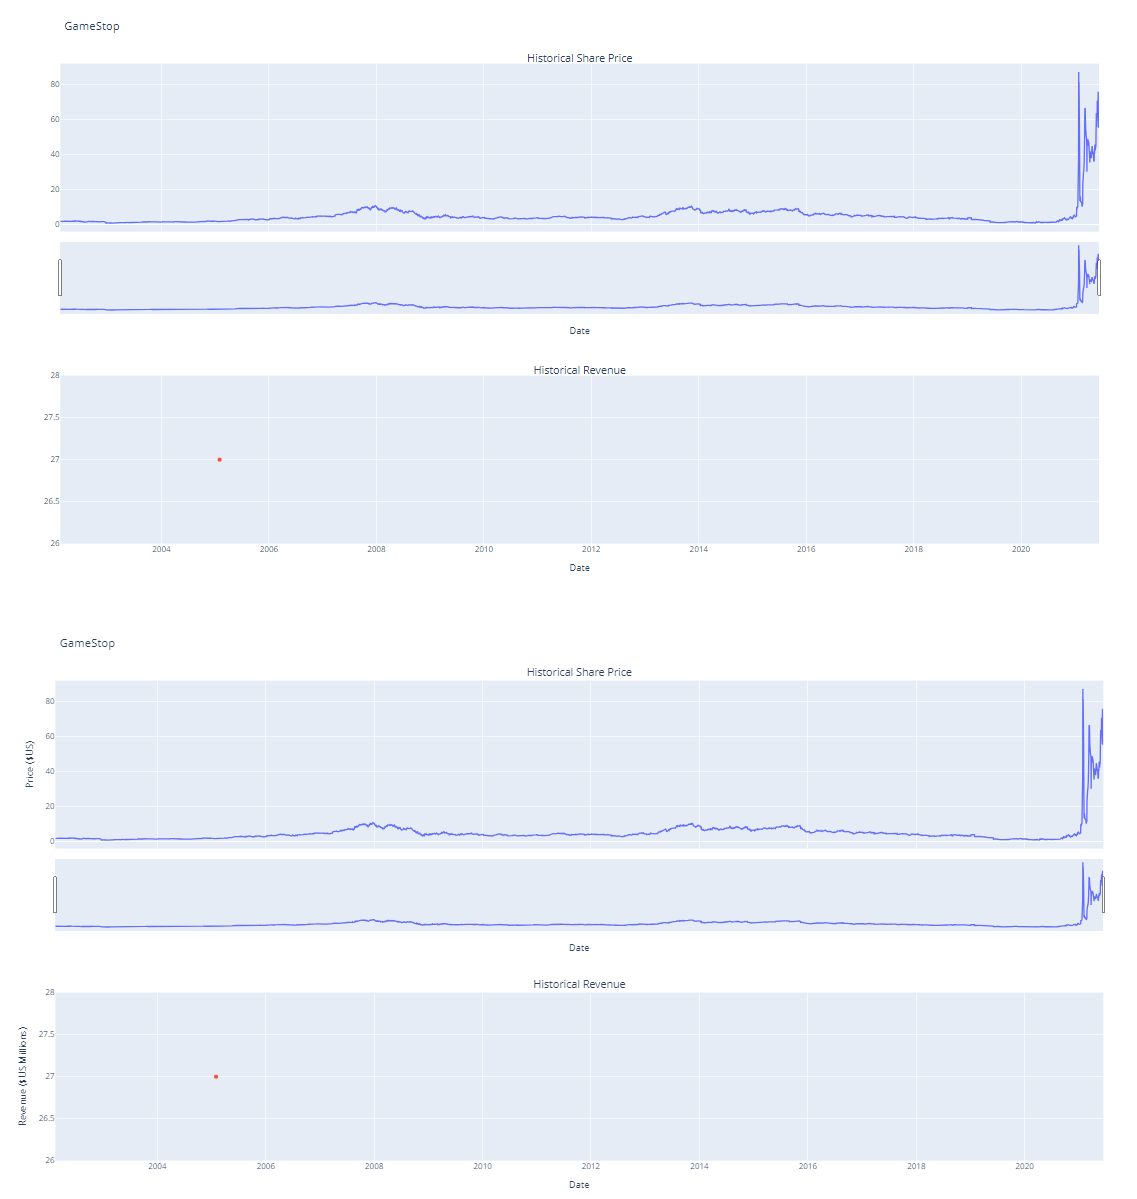 GameStop
Historical Share Price
80
60
40
20
0
Date
Historical Revenue
28
27.5
27
26.5
26
2004 2006 2008 2010 2012 2014 2016 2018 2020
Date
GameStop
Historical Share Price
Price ($US)
80
60
40
20
0
Date
Historical Revenue
Revenue ($US Millions)
28
27.5
27
26.5
26
2004 2006 2008 2010 2012 2014 2016 2018 2020
Date